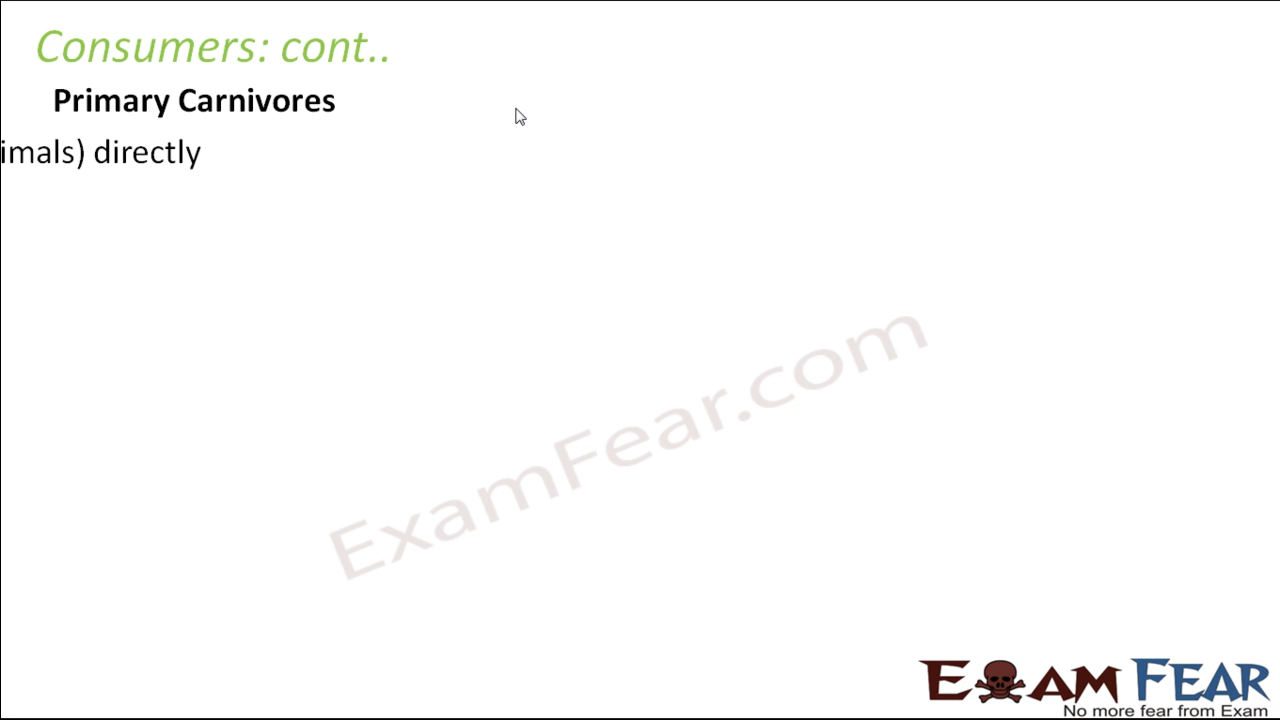 Consumers: cont..
Primary Carnivores
imals) directly
ExamFear.com
EXAM FEAR
No more fear from Exam